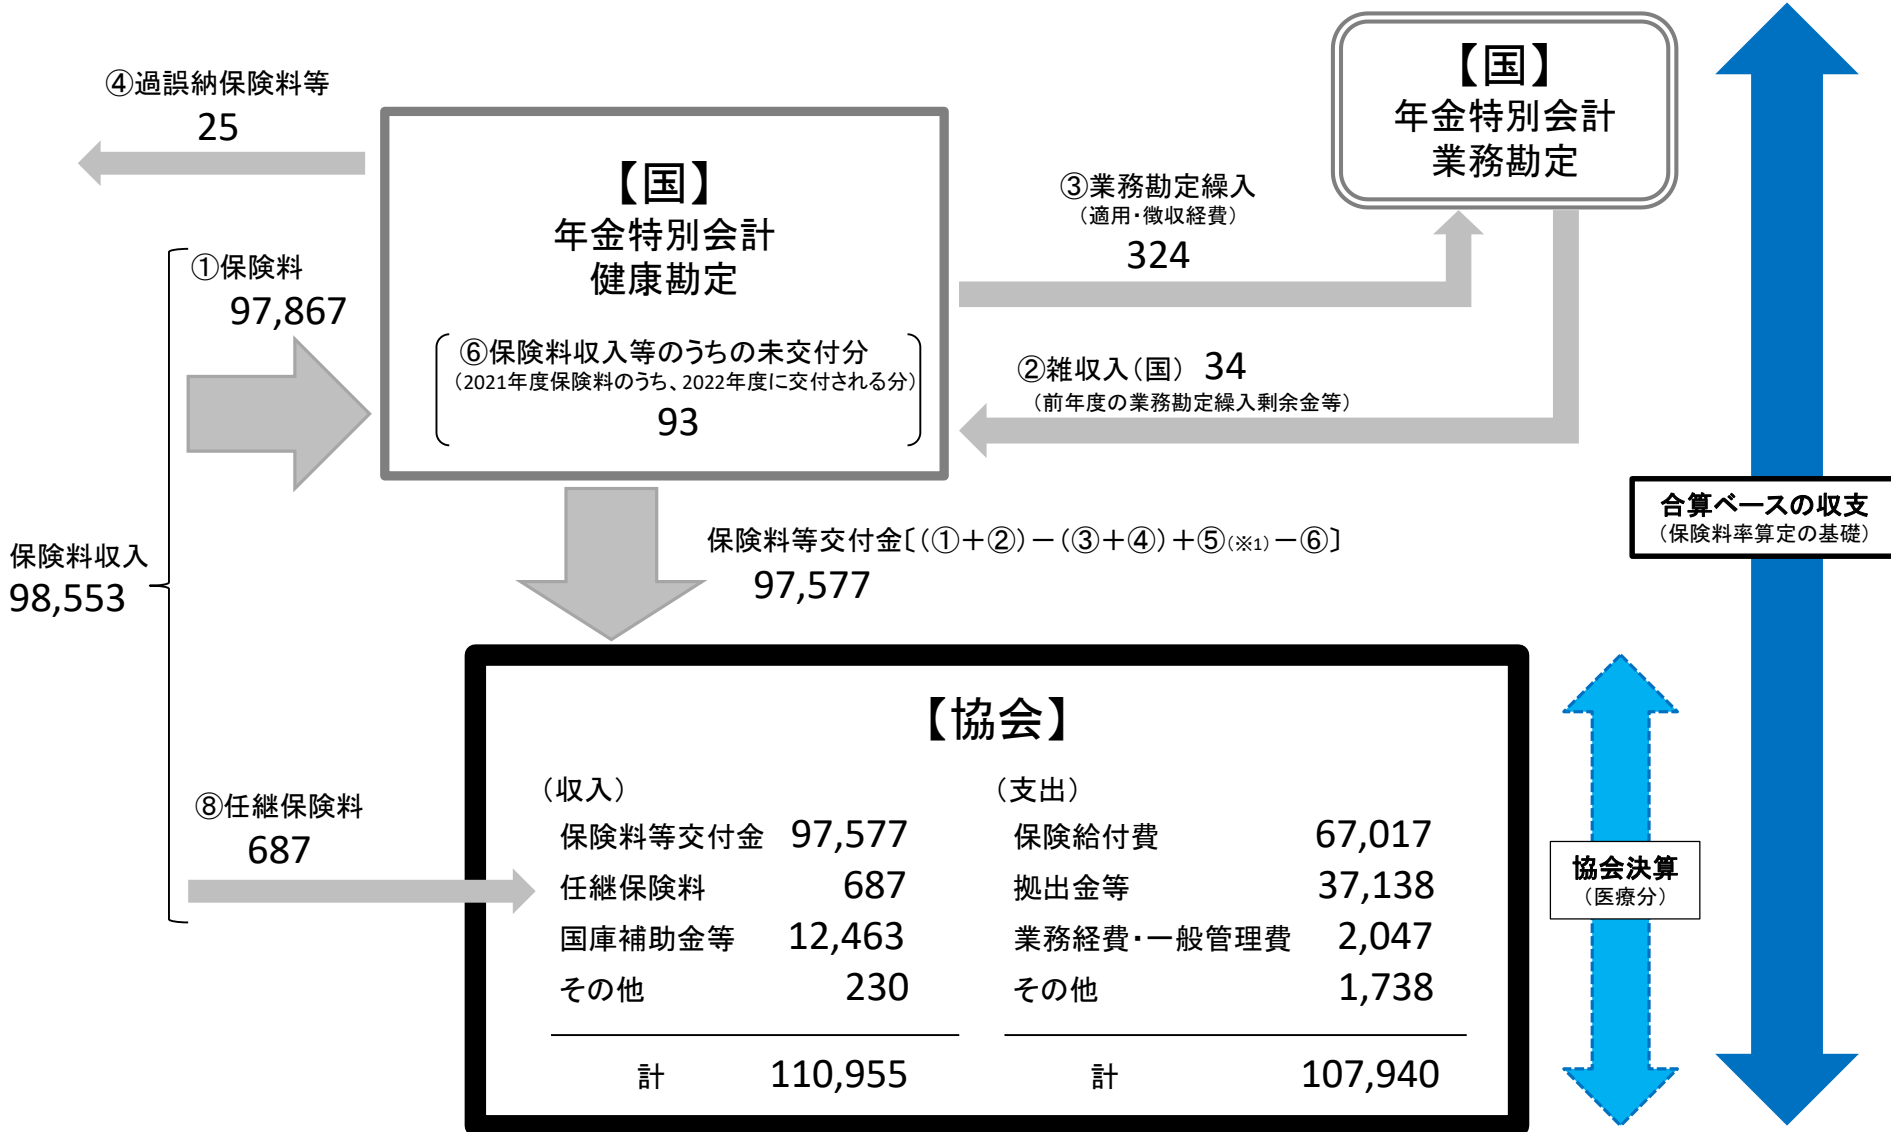 ④過誤納保険料等
25
【国】
年金特別会計
健康勘定
⑥保険料収入等のうちの未交付分
（2021年度保険料のうち、2022年度に交付される分）
93
【国】
年金特別会計
業務勘定
③業務勘定繰入
（適用・徴収経費）
324
②雑収入（国） 34
（前年度の業務勘定繰入剰余金等）
①保険料
97,867
保険料収入
98,553
保険料等交付金〔（①＋②）－（③＋④）＋⑤（※1）－⑥〕
97,577
合算ベースの収支
（保険料率算定の基礎）
⑧任継保険料
687
【協会】
（収入）
保険料等交付金 97,577
任継保険料 687
国庫補助金等 12,463
その他 230
計 110,955
（支出）
保険給付費 67,017
拠出金等 37,138
業務経費・一般管理費 2,047
その他 1,738
計 107,940
協会決算
（医療分）